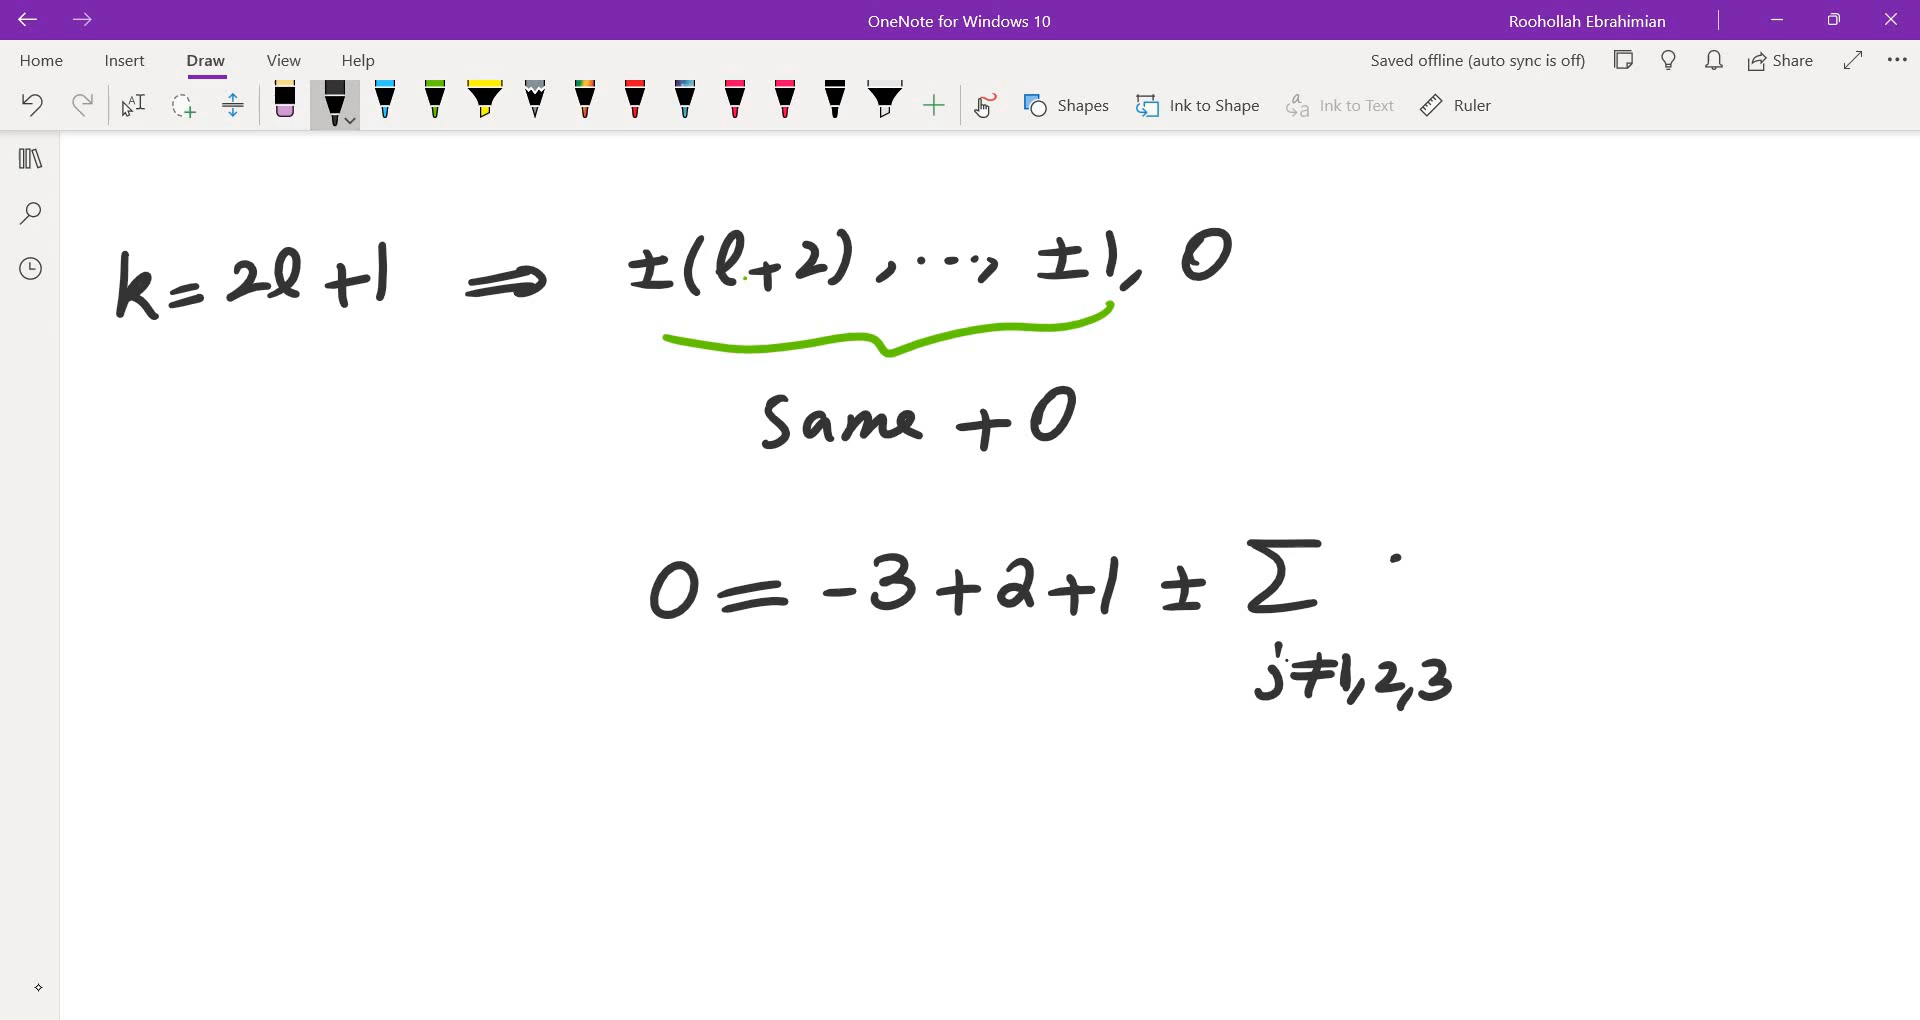 OneNote for Windows 10
Roohollah Ebrahimian
Home Insert Draw View Help
Saved offline (auto sync is off)
Share
Shapes
Ink to Shape
Ink to Text
Ruler
k = 2ℓ + 1 ⇒ ±(ℓ+2), ..., ±1, 0
Same + 0
0 = -3 + 2 + 1 ± ∑
j≠1,2,3